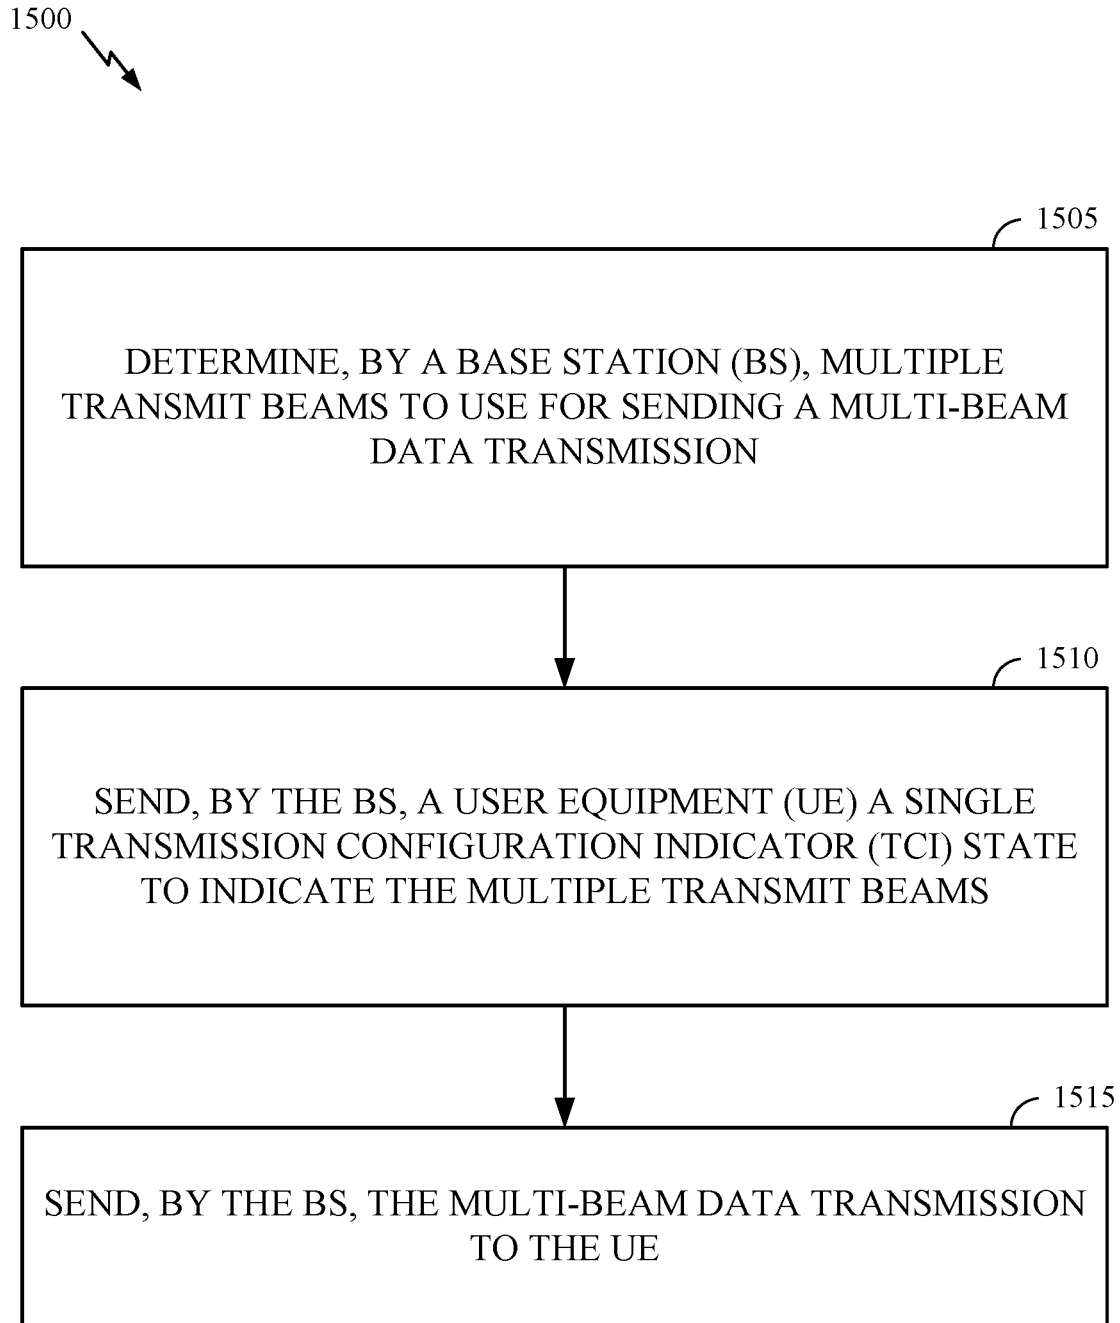 1500
1505
DETERMINE, BY A BASE STATION (BS), MULTIPLE
TRANSMIT BEAMS TO USE FOR SENDING A MULTI-BEAM
DATA TRANSMISSION
1510
SEND, BY THE BS, A USER EQUIPMENT (UE) A SINGLE
TRANSMISSION CONFIGURATION INDICATOR (TCI) STATE
TO INDICATE THE MULTIPLE TRANSMIT BEAMS
1515
SEND, BY THE BS, THE MULTI-BEAM DATA TRANSMISSION
TO THE UE